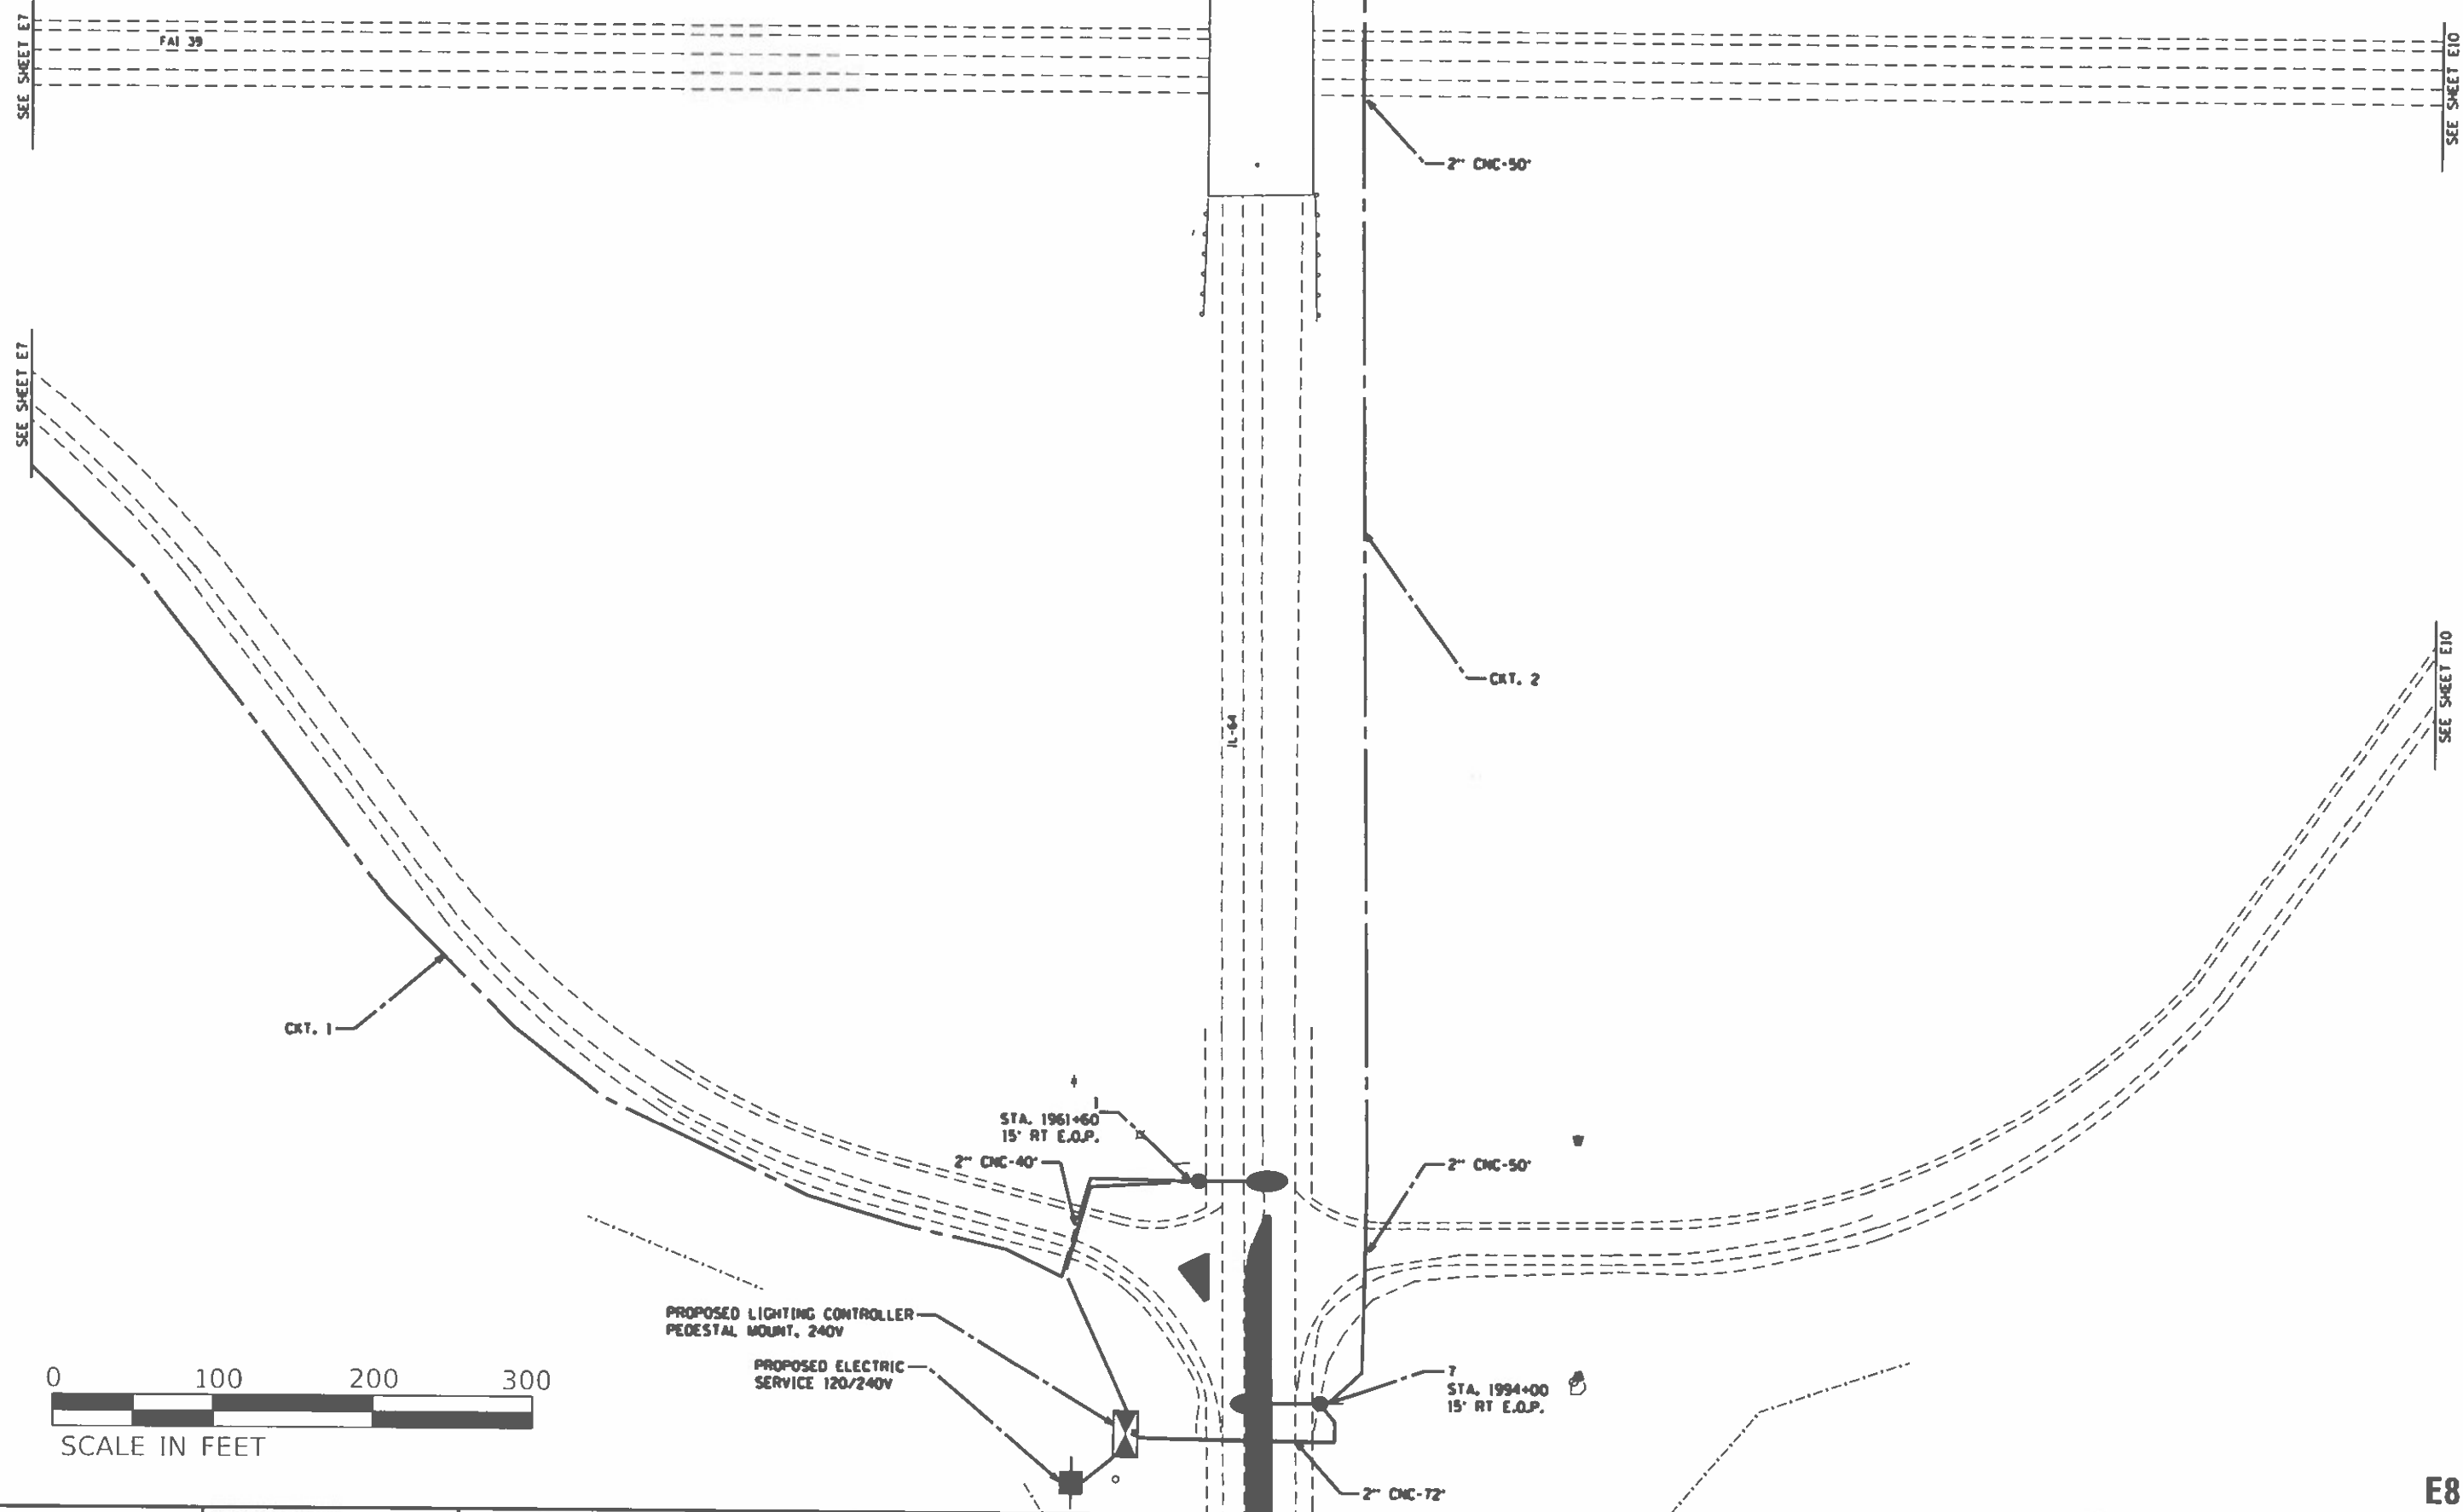 SEE SHEET E7
FAI 39
SEE SHEET E10
2" CNC-50'
SEE SHEET E7
CKT. 2
SEE SHEET E10
IL-64
CKT. 1
1
STA. 1961+60
15' RT E.O.P.
2" CNC-40'
2" CNC-50'
PROPOSED LIGHTING CONTROLLER
PEDESTAL MOUNT, 240V
PROPOSED ELECTRIC
SERVICE 120/240V
7
STA. 1994+00
15' RT E.O.P.
0 100 200 300
SCALE IN FEET
2" CNC-72'
E8